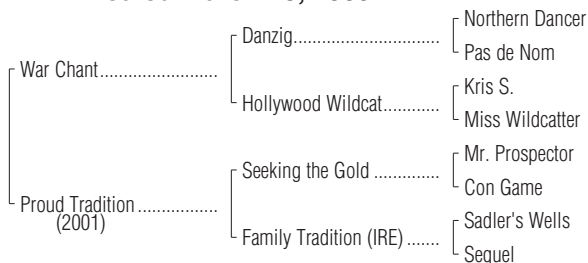 Northern Dancer
Danzig................................
Pas de Nom
War Chant..........................
Kris S.
Hollywood Wildcat............
Miss Wildcatter
Mr. Prospector
Seeking the Gold ..............
Con Game
Proud Tradition ..................
(2001)
Sadler's Wells
Family Tradition (IRE) .......
Sequel